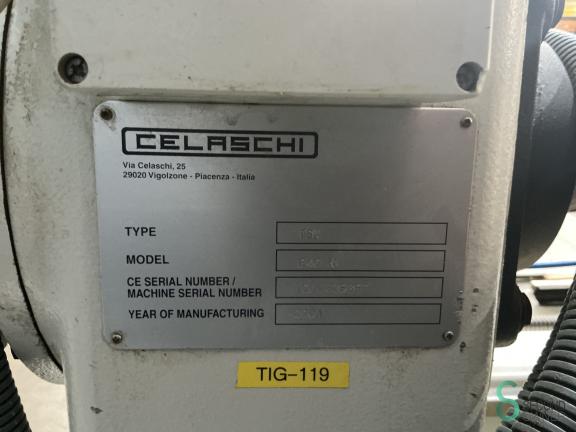 CELASCHI
Via Celaschi, 25
29020 Vigolzone - Piacenza - Italia
TYPE
MODEL
CE SERIAL NUMBER /
MACHINE SERIAL NUMBER
YEAR OF MANUFACTURING
TIG-119